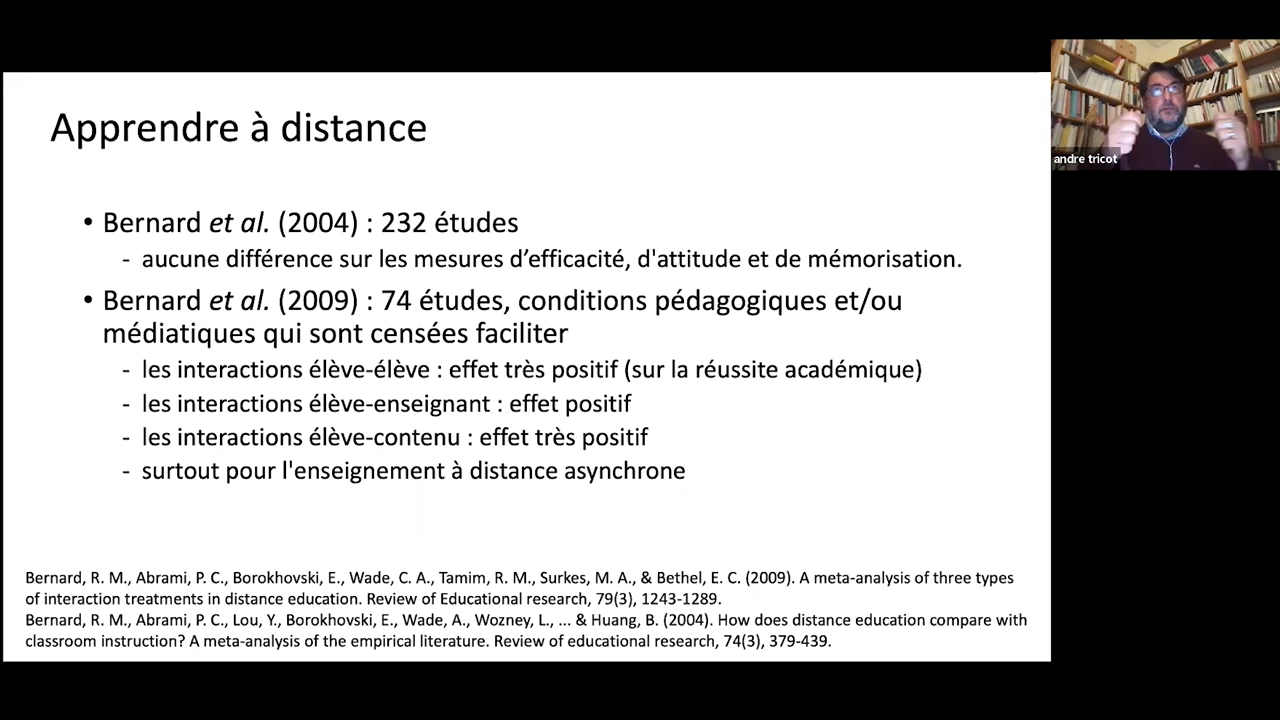 Apprendre à distance
andre tricot
• Bernard et al. (2004) : 232 études
- aucune différence sur les mesures d’efficacité, d'attitude et de mémorisation.
• Bernard et al. (2009) : 74 études, conditions pédagogiques et/ou
médiatiques qui sont censées faciliter
- les interactions élève-élève : effet très positif (sur la réussite académique)
- les interactions élève-enseignant : effet positif
- les interactions élève-contenu : effet très positif
- surtout pour l'enseignement à distance asynchrone
Bernard, R. M., Abrami, P. C., Borokhovski, E., Wade, C. A., Tamim, R. M., Surkes, M. A., & Bethel, E. C. (2009). A meta-analysis of three types
of interaction treatments in distance education. Review of Educational research, 79(3), 1243-1289.
Bernard, R. M., Abrami, P. C., Lou, Y., Borokhovski, E., Wade, A., Wozney, L., ... & Huang, B. (2004). How does distance education compare with
classroom instruction? A meta-analysis of the empirical literature. Review of educational research, 74(3), 379-439.